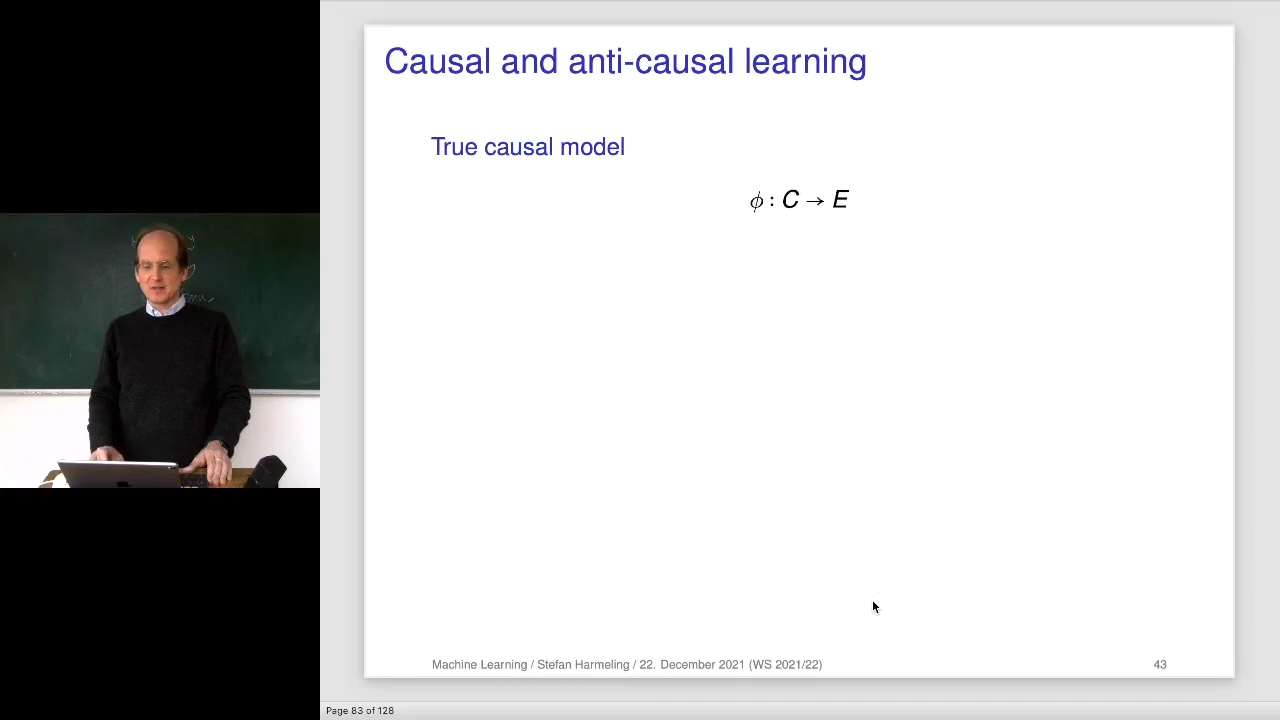 Causal and anti-causal learning
True causal model
ϕ : C → E
Machine Learning / Stefan Harmeling / 22. December 2021 (WS 2021/22)
43
Page 83 of 128